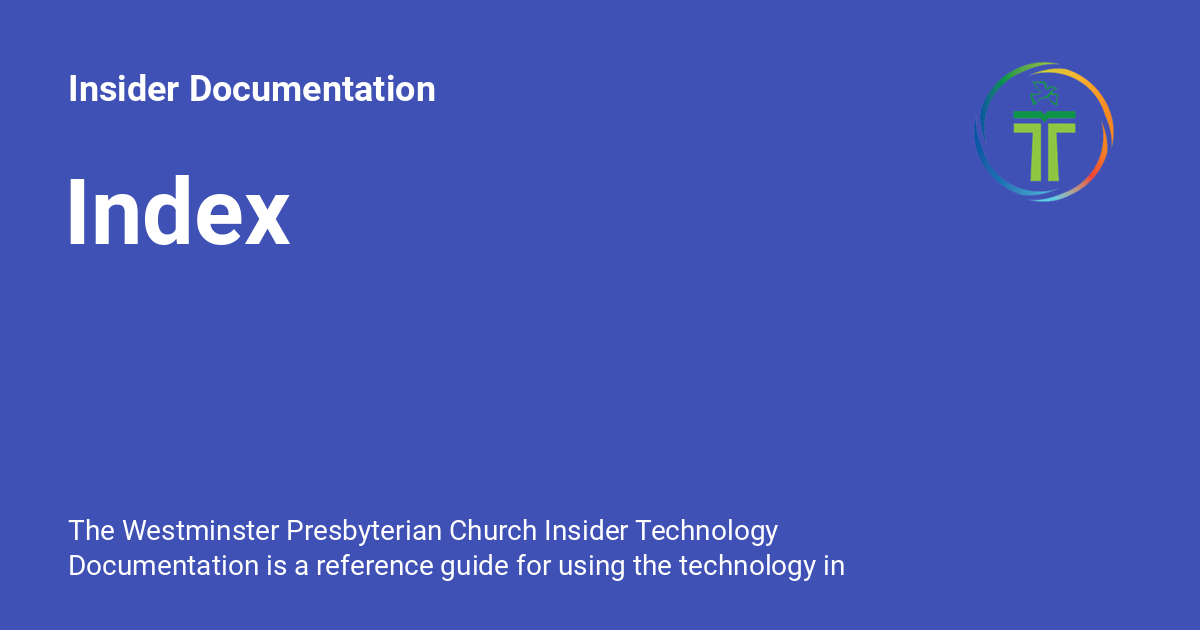 Insider Documentation
Index
The Westminster Presbyterian Church Insider Technology
Documentation is a reference guide for using the technology in